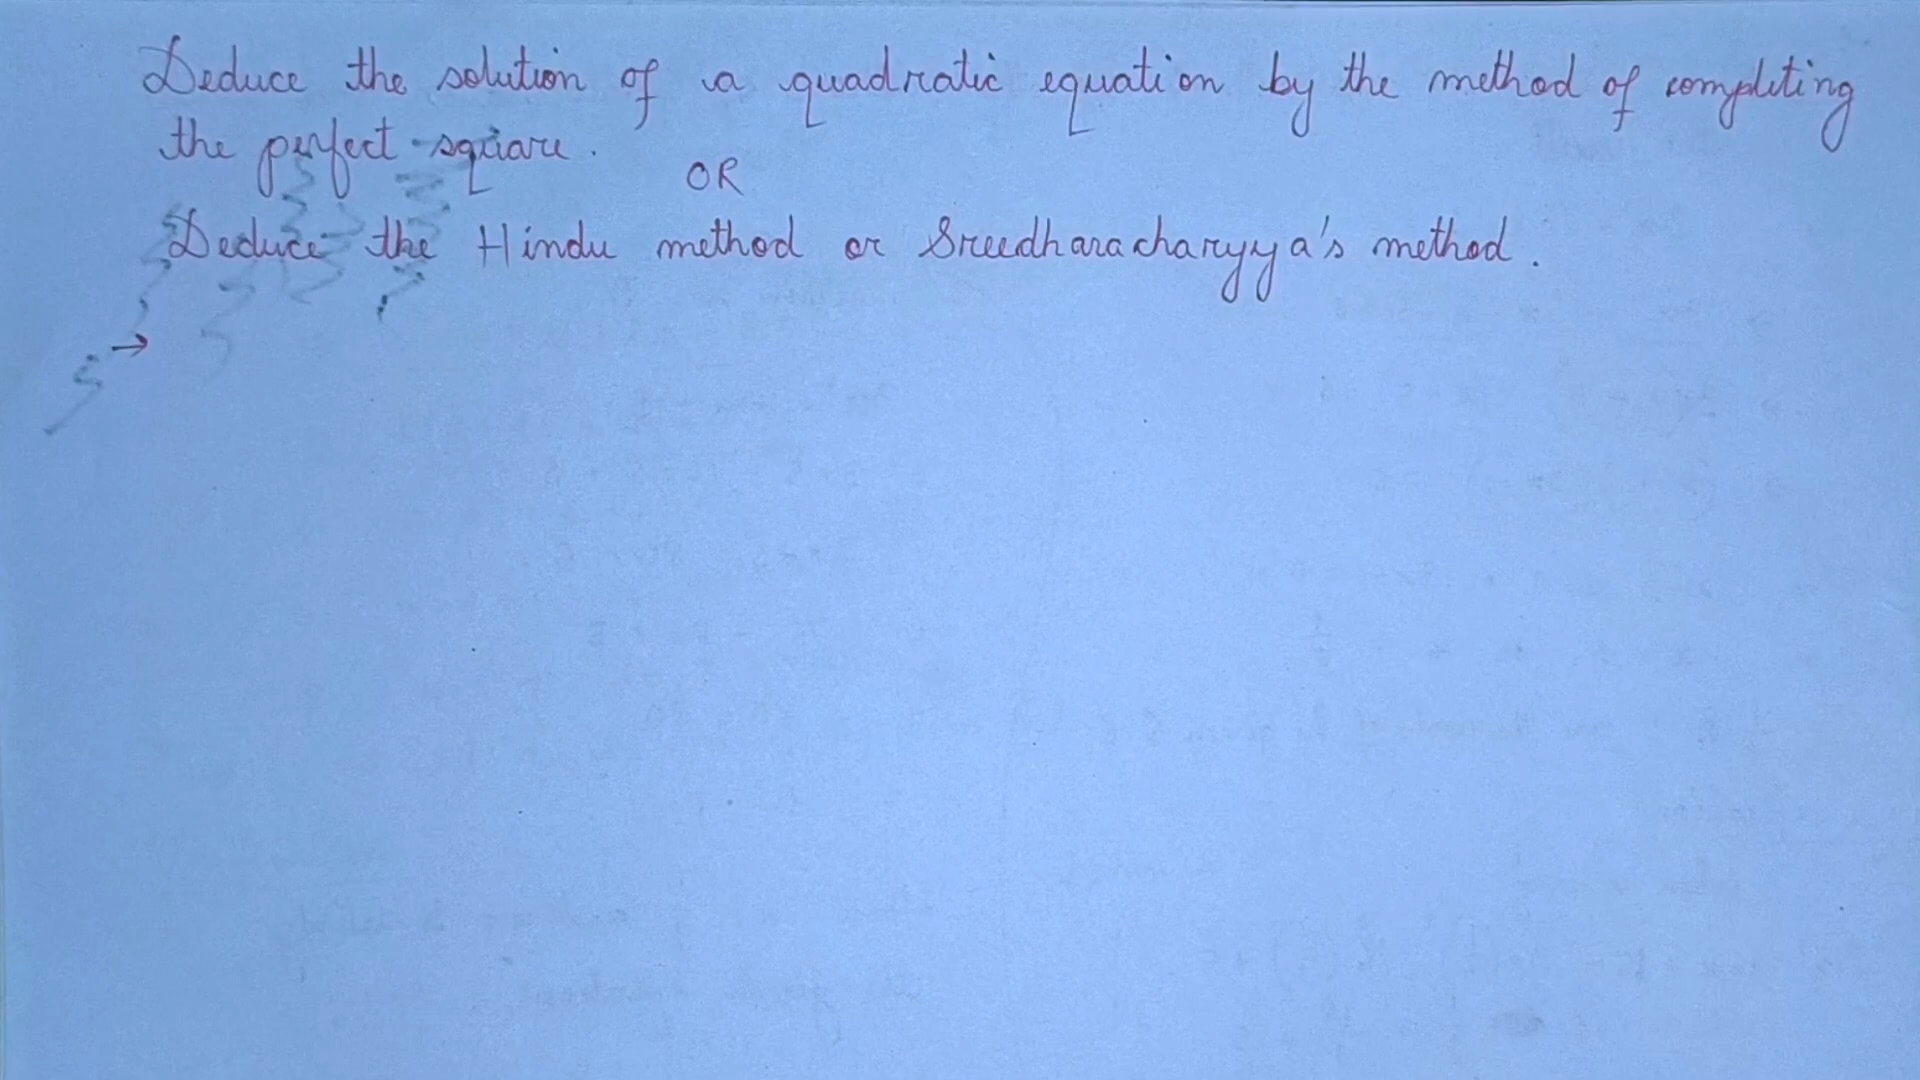 Deduce the solution of a quadratic equation by the method of completing
the perfect square.
OR
Deduce the Hindu method or Sreedharacharyya's method.
→